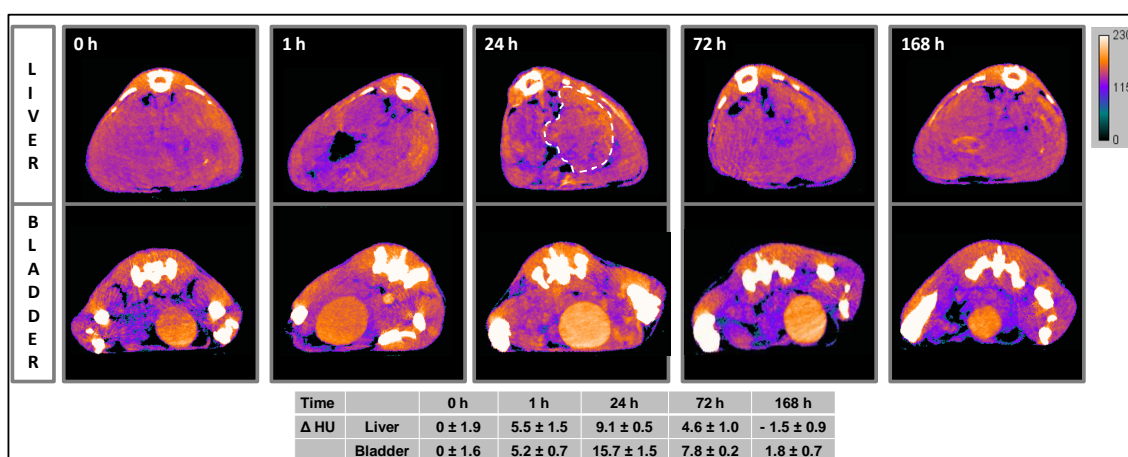 0 h
1 h
24 h
72 h
168 h
230
115
0
L
I
V
E
R
B
L
A
D
D
E
R
Time 0 h 1 h 24 h 72 h 168 h
Δ HU Liver 0 ± 1.9 5.5 ± 1.5 9.1 ± 0.5 4.6 ± 1.0 - 1.5 ± 0.9
Bladder 0 ± 1.6 5.2 ± 0.7 15.7 ± 1.5 7.8 ± 0.2 1.8 ± 0.7